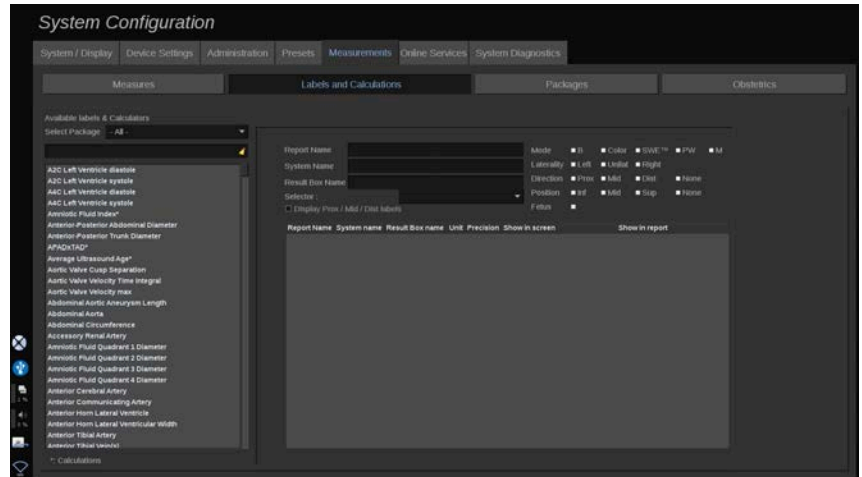 System Configuration
System / Display Device Settings Administration Presets Measurements Online Services System Diagnostics
Measures Labels and Calculations Packages Obstetrics
Available labels & Calculators
Select Package - All -
Report Name
System Name
Result Box Name
Selector :
Display Prox / Mid / Dist labels
Mode B Color SWE™ PW M
Laterality Left Unilat Right
Direction Prox Mid Dist None
Position Inf Mid Sup None
Fetus
Report Name System name Result Box name Unit Precision Show in screen Show in report
A2C Left Ventricle diastole
A2C Left Ventricle systole
A4C Left Ventricle diastole
A4C Left Ventricle systole
Amniotic Fluid Index*
Anterior-Posterior Abdominal Diameter
Anterior-Posterior Trunk Diameter
APADxTAD*
Average Ultrasound Age*
Aortic Valve Cusp Separation
Aortic Valve Velocity Time Integral
Aortic Valve Velocity max
Abdominal Aortic Aneurysm Length
Abdominal Aorta
Abdominal Circumference
Accessory Renal Artery
Amniotic Fluid Quadrant 1 Diameter
Amniotic Fluid Quadrant 2 Diameter
Amniotic Fluid Quadrant 3 Diameter
Amniotic Fluid Quadrant 4 Diameter
Anterior Cerebral Artery
Anterior Communicating Artery
Anterior Horn Lateral Ventricle
Anterior Horn Lateral Ventricular Width
Anterior Tibial Artery
Anterior Tibial Vein(s)
*: Calculations